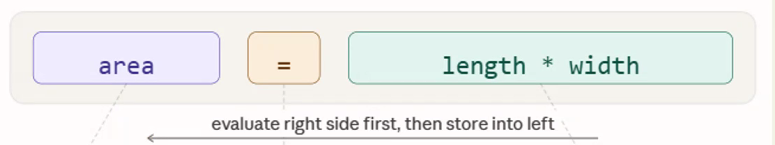 area = length * width
evaluate right side first, then store into left